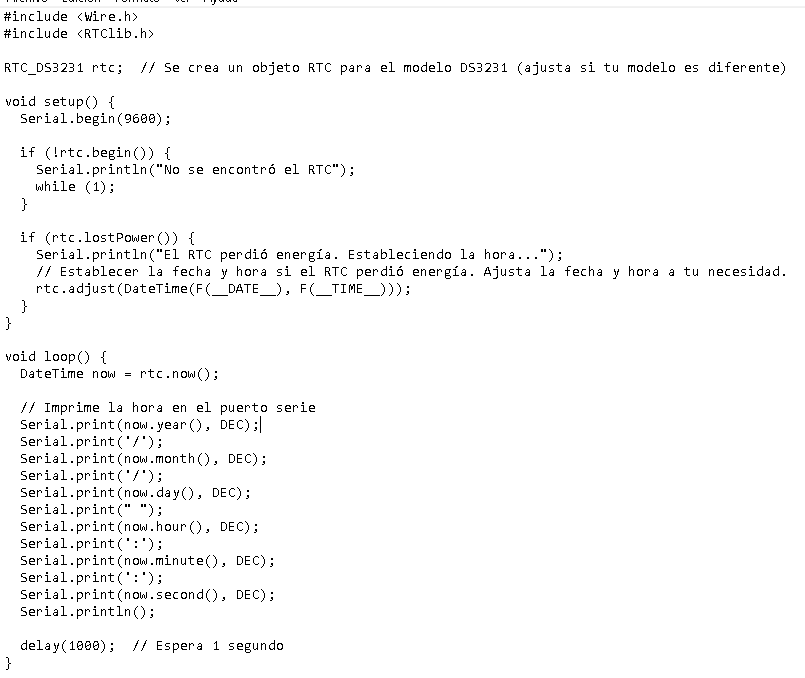 Archivo Edición Formato Ver Ayuda
#include <Wire.h>
#include <RTClib.h>
RTC_DS3231 rtc;  // Se crea un objeto RTC para el modelo DS3231 (ajusta si tu modelo es diferente)
void setup() {
  Serial.begin(9600);
  if (!rtc.begin()) {
    Serial.println("No se encontró el RTC");
    while (1);
  }
  if (rtc.lostPower()) {
    Serial.println("El RTC perdió energía. Estableciendo la hora...");
    // Establecer la fecha y hora si el RTC perdió energía. Ajusta la fecha y hora a tu necesidad.
    rtc.adjust(DateTime(F(__DATE__), F(__TIME__)));
  }
}
void loop() {
  DateTime now = rtc.now();
  // Imprime la hora en el puerto serie
  Serial.print(now.year(), DEC);
  Serial.print('/');
  Serial.print(now.month(), DEC);
  Serial.print('/');
  Serial.print(now.day(), DEC);
  Serial.print(" ");
  Serial.print(now.hour(), DEC);
  Serial.print(':');
  Serial.print(now.minute(), DEC);
  Serial.print(':');
  Serial.print(now.second(), DEC);
  Serial.println();
  delay(1000);  // Espera 1 segundo
}